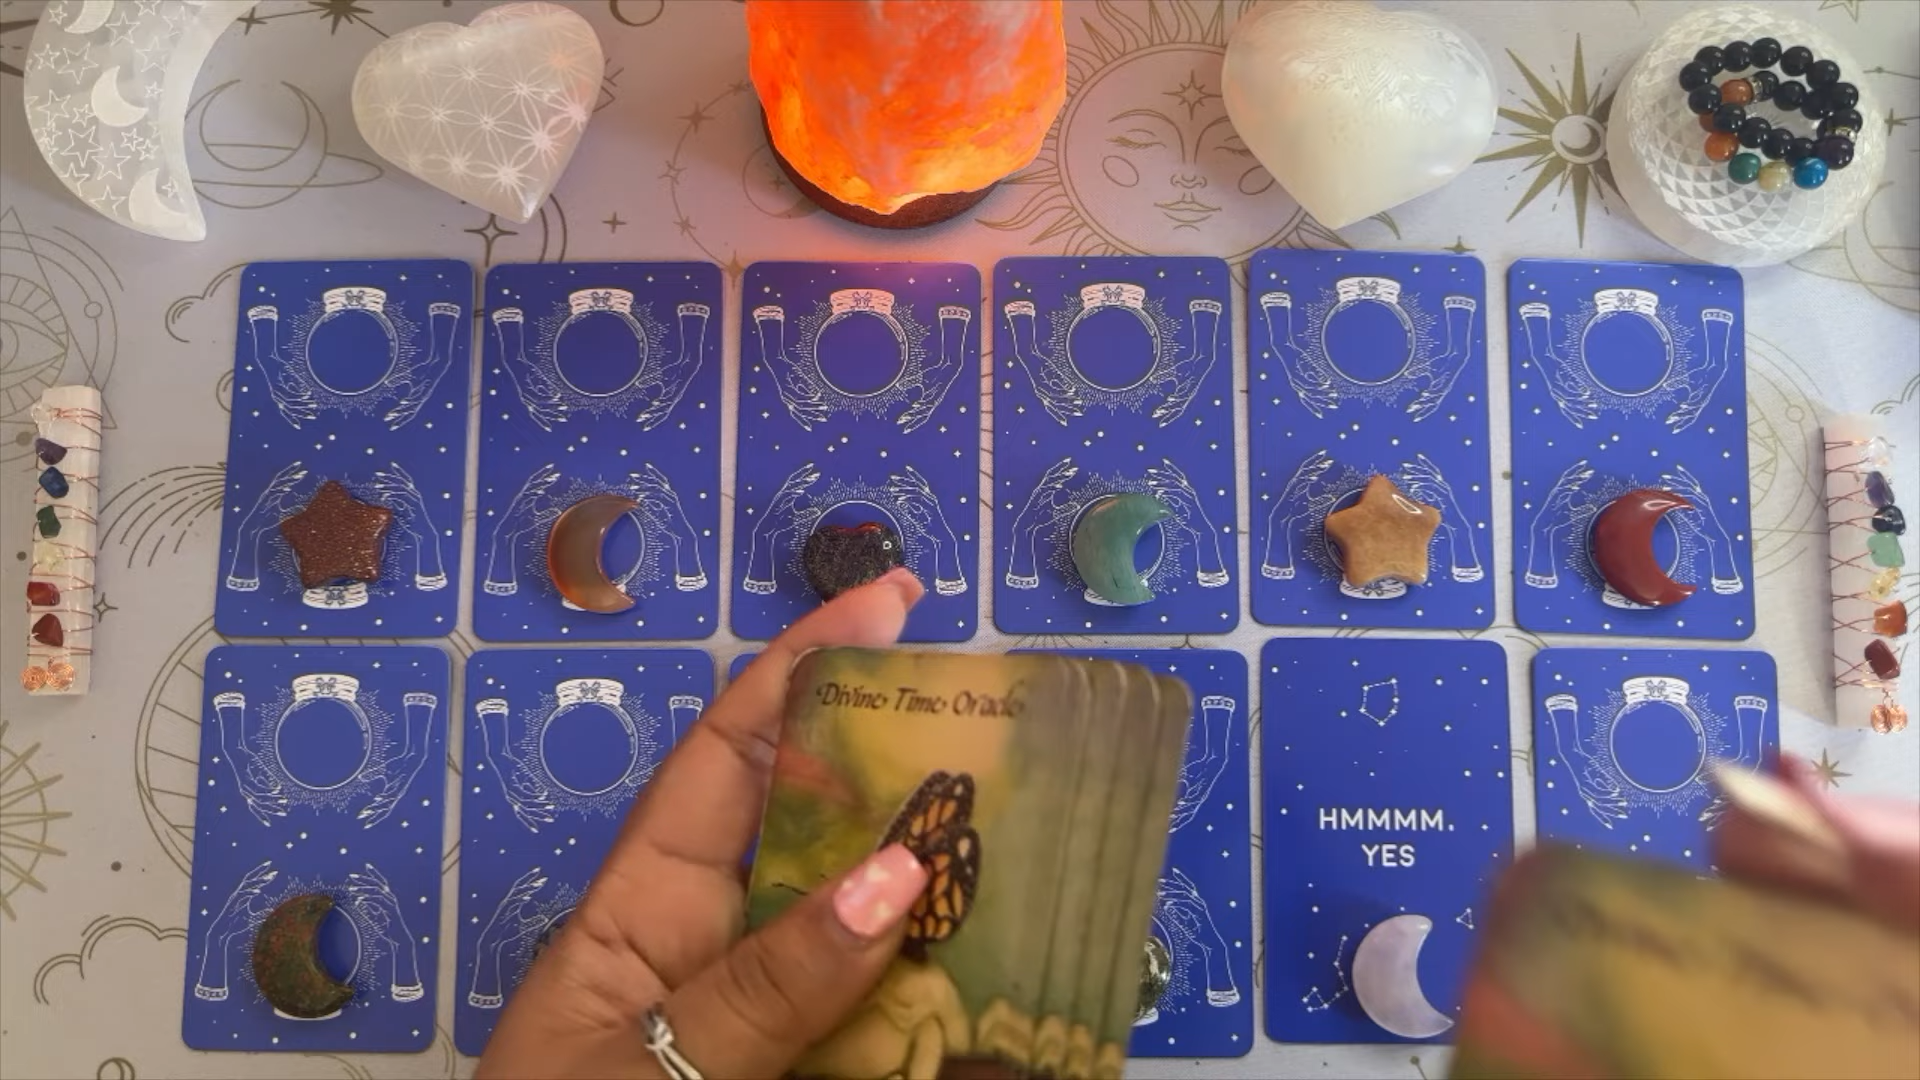 Divine Time Oracle
HMMMM.
YES